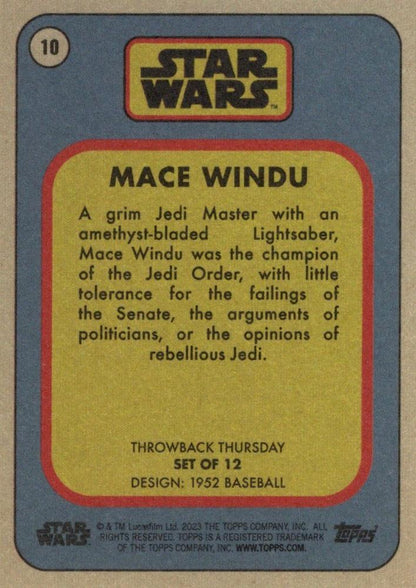 10
STAR
WARS™
MACE WINDU
A grim Jedi Master with an
amethyst-bladed Lightsaber,
Mace Windu was the champion
of the Jedi Order, with little
tolerance for the failings of
the Senate, the arguments of
politicians, or the opinions of
rebellious Jedi.
THROWBACK THURSDAY
SET OF 12
DESIGN: 1952 BASEBALL
STAR
WARS
© & TM Lucasfilm Ltd. 2023 THE TOPPS COMPANY, INC. ALL
RIGHTS RESERVED. TOPPS IS A REGISTERED TRADEMARK
OF THE TOPPS COMPANY, INC. WWW.TOPPS.COM.
topps